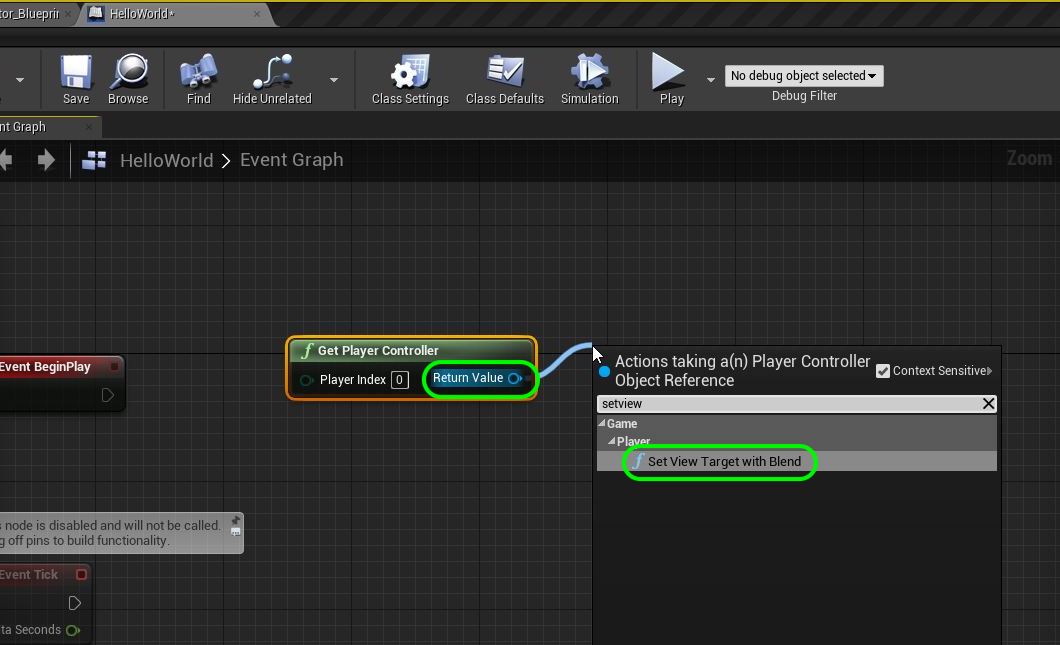 tor_Blueprin
HelloWorld*
Save
Browse
Find
Hide Unrelated
Class Settings
Class Defaults
Simulation
Play
No debug object selected
Debug Filter
nt Graph
HelloWorld > Event Graph
Zoom
Event BeginPlay
f Get Player Controller
Player Index 0
Return Value
Actions taking a(n) Player Controller
Object Reference
Context Sensitive
setview
Game
Player
f Set View Target with Blend
s node is disabled and will not be called.
g off pins to build functionality.
Event Tick
ta Seconds